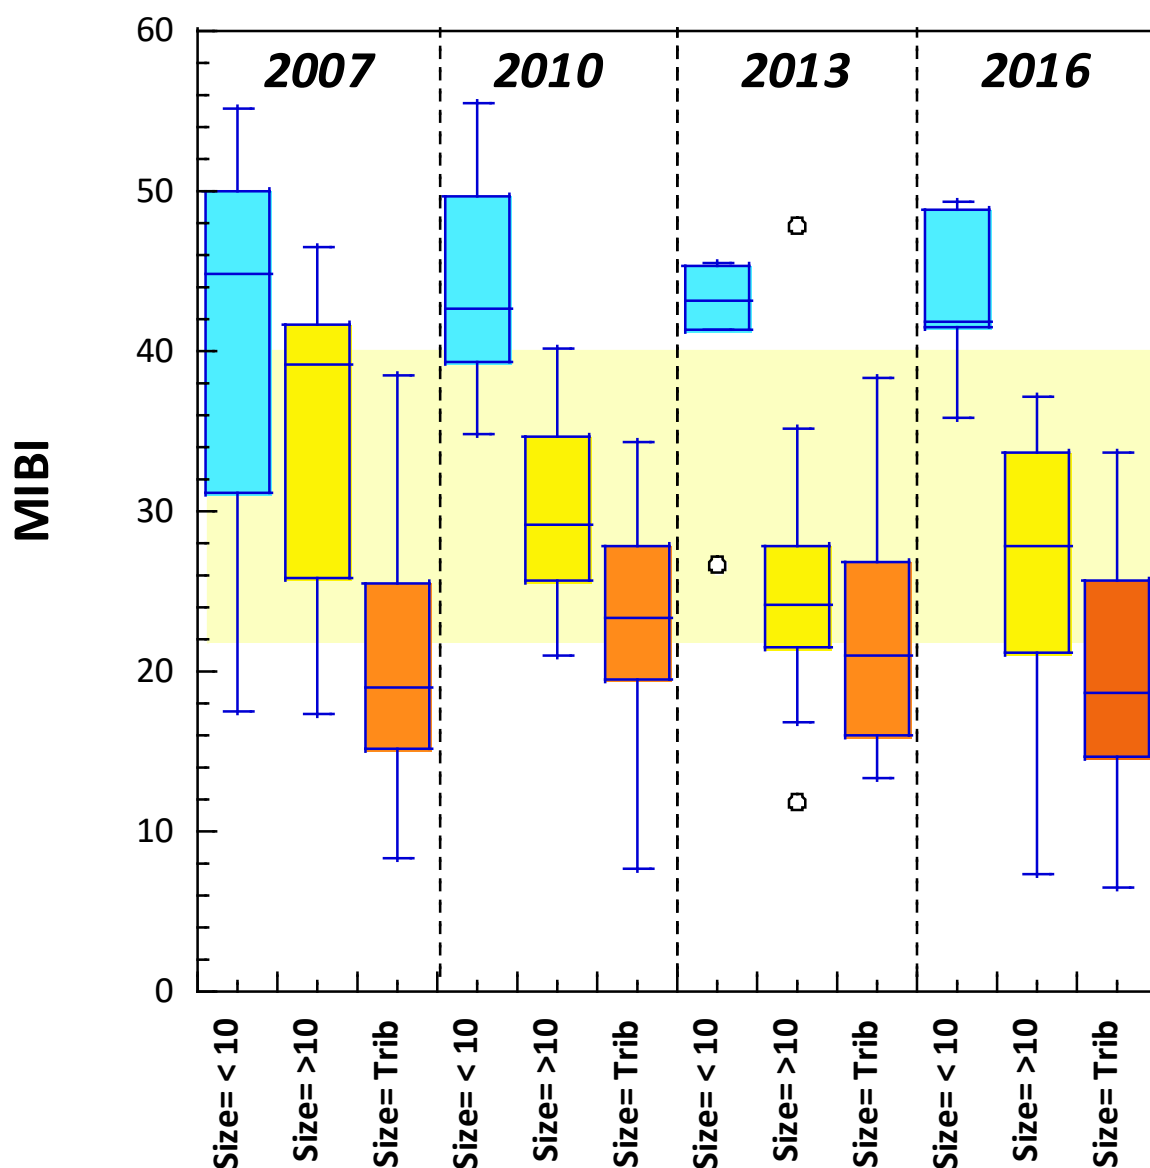 60
2007
2010
2013
2016
50
40
MIBI
30
20
10
0
Size= < 10
Size= >10
Size= Trib
Size= < 10
Size= >10
Size= Trib
Size= < 10
Size= >10
Size= Trib
Size= < 10
Size= >10
Size= Trib